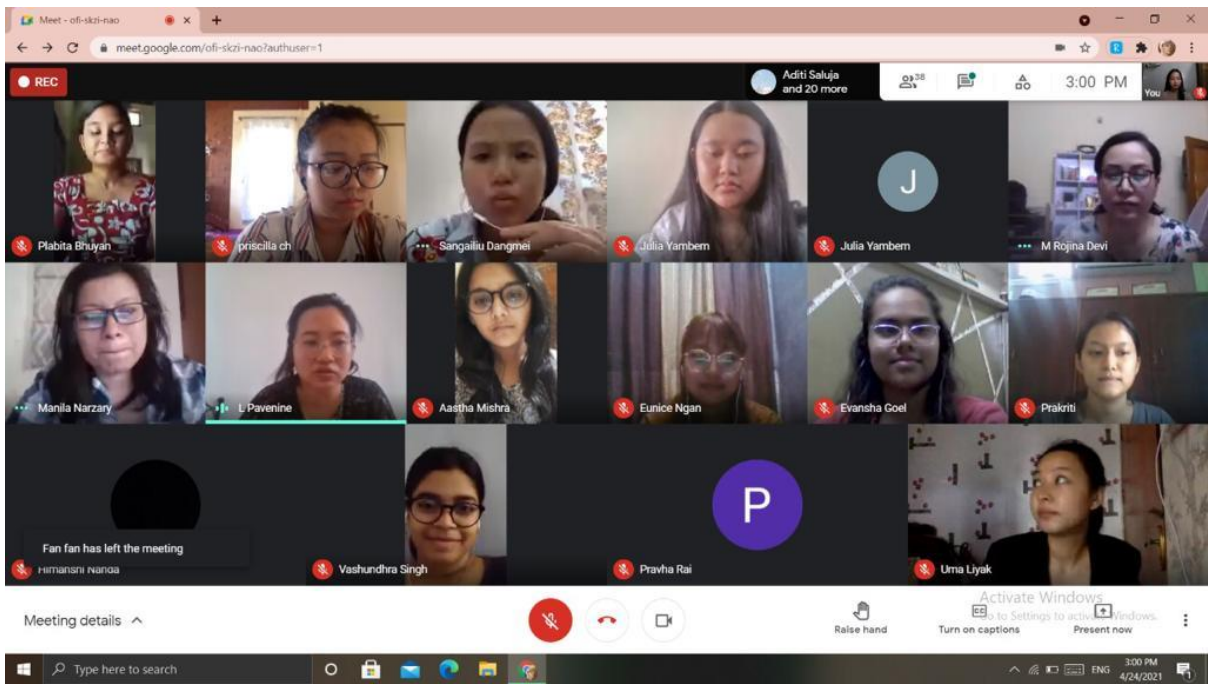 Meet - ofi-skzi-nao
meet.google.com/ofi-skzi-nao?authuser=1
REC
Aditi Saluja
and 20 more
38
3:00 PM
You
Plabita Bhuyan
priscilla ch
Sangailiu Dangmei
Julia Yambem
J
Julia Yambem
M Rojina Devi
Manila Narzary
L Pavenine
Aastha Mishra
Eunice Ngan
Evansha Goel
Prakriti
Fan fan has left the meeting
Himanshi Nanda
Vashundhra Singh
P
Pravha Rai
Uma Liyak
Activate Windows
Go to Settings to activate Windows.
Meeting details
Raise hand
CC
Turn on captions
Present now
Type here to search
ENG
3:00 PM
4/24/2021
1